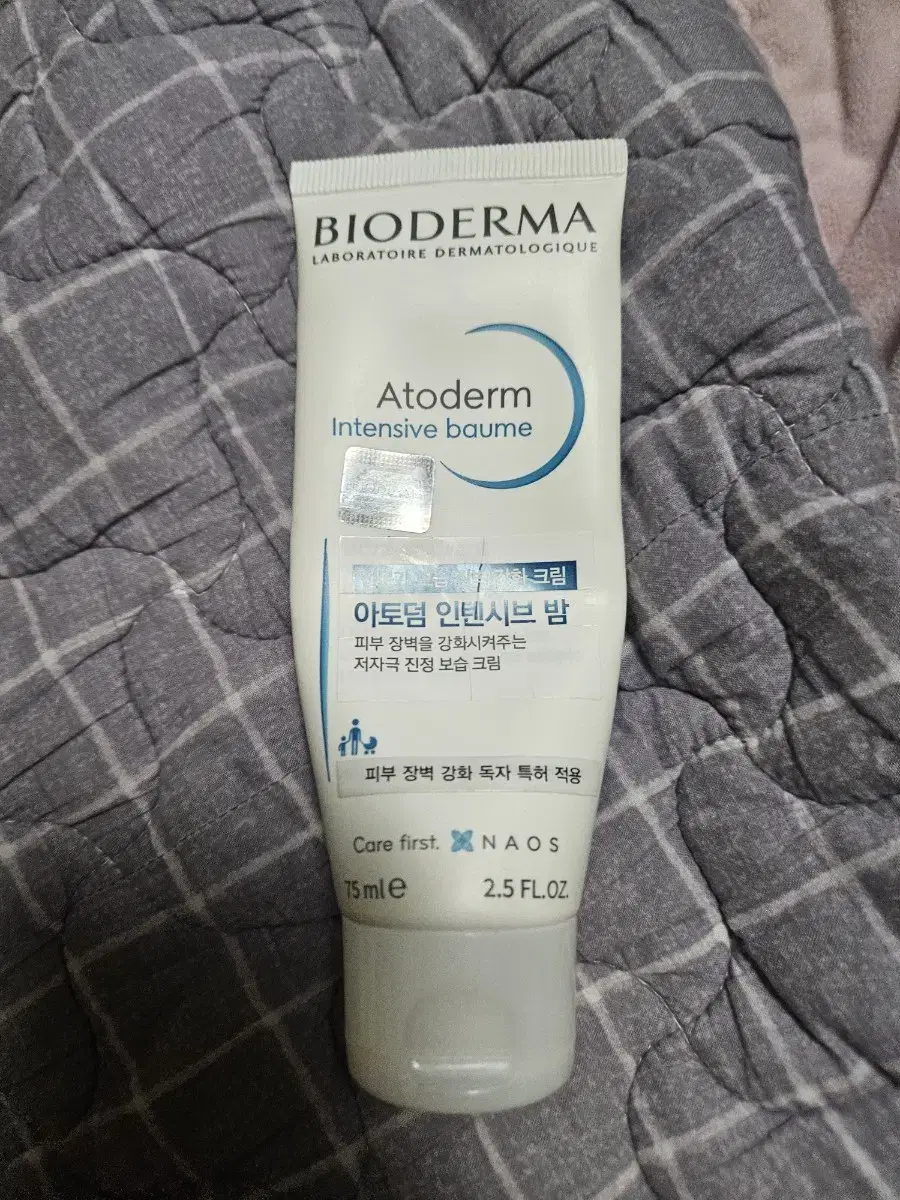 BIODERMA
LABORATOIRE DERMATOLOGIQUE
Atoderm
Intensive baume
크림
아토덤 인텐시브 밤
피부 장벽을 강화시켜주는
저자극 진정 보습 크림
피부 장벽 강화 독자 특허 적용
Care first. NAOS
75 ml e 2.5 FL.OZ.